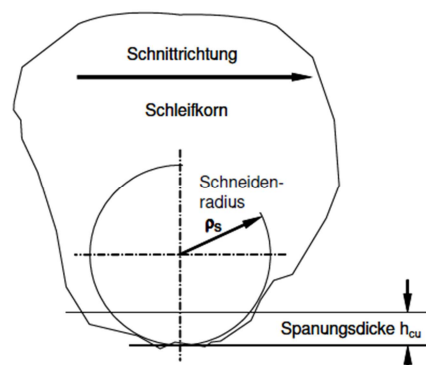 Schnittrichtung
Schleifkorn
Schneiden-
radius
ρs
Spanungsdicke hcu